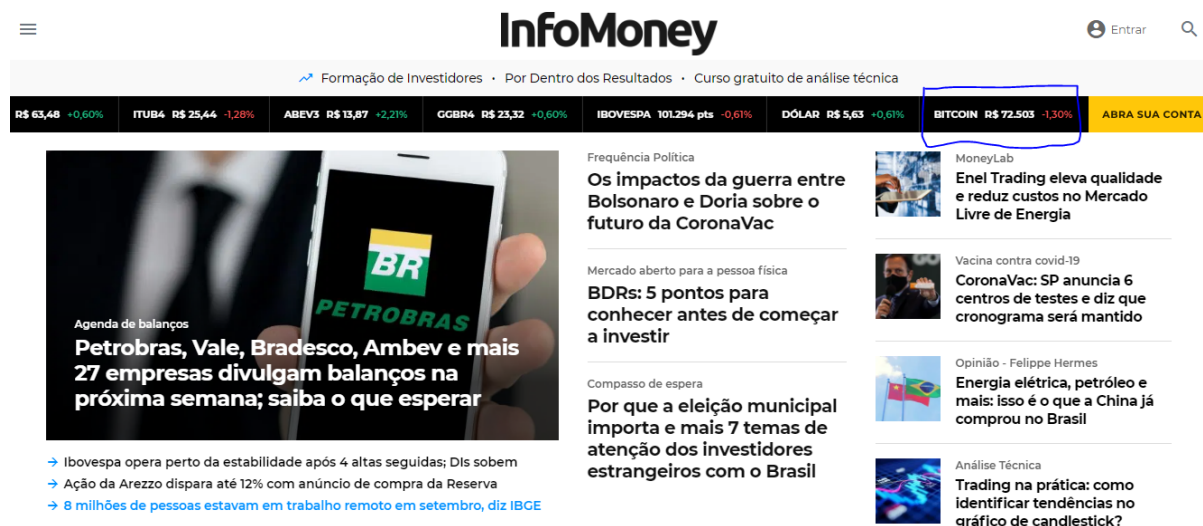 InfoMoney
Entrar
Formação de Investidores · Por Dentro dos Resultados · Curso gratuito de análise técnica
R$ 63,48 +0,60% ITUB4 R$ 25,44 -1,28% ABEV3 R$ 13,87 +2,21% GGBR4 R$ 23,32 +0,60% IBOVESPA 101.294 pts -0,61% DÓLAR R$ 5,63 +0,61% BITCOIN R$ 72.503 -1,30% ABRA SUA CONTA
BR
PETROBRAS
Agenda de balanços
Petrobras, Vale, Bradesco, Ambev e mais
27 empresas divulgam balanços na
próxima semana; saiba o que esperar
Ibovespa opera perto da estabilidade após 4 altas seguidas; DIs sobem
Ação da Arezzo dispara até 12% com anúncio de compra da Reserva
8 milhões de pessoas estavam em trabalho remoto em setembro, diz IBGE
Frequência Política
Os impactos da guerra entre
Bolsonaro e Doria sobre o
futuro da CoronaVac
Mercado aberto para a pessoa física
BDRs: 5 pontos para
conhecer antes de começar
a investir
Compasso de espera
Por que a eleição municipal
importa e mais 7 temas de
atenção dos investidores
estrangeiros com o Brasil
MoneyLab
Enel Trading eleva qualidade
e reduz custos no Mercado
Livre de Energia
Vacina contra covid-19
CoronaVac: SP anuncia 6
centros de testes e diz que
cronograma será mantido
Opinião - Felippe Hermes
Energia elétrica, petróleo e
mais: isso é o que a China já
comprou no Brasil
Análise Técnica
Trading na prática: como
identificar tendências no
gráfico de candlestick?